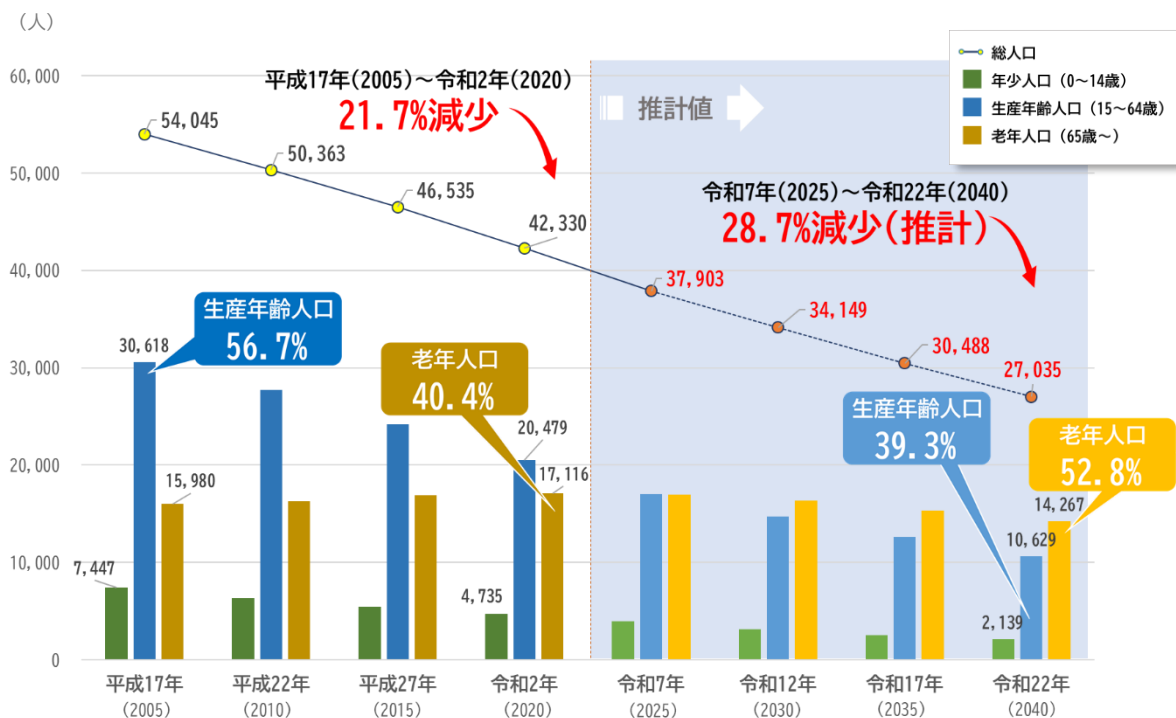 （人）
総人口
年少人口（0～14歳）
生産年齢人口（15～64歳）
老年人口（65歳～）
60,000
50,000
40,000
30,000
20,000
10,000
0
平成17年(2005)～令和2年(2020)
21.7%減少
推計値
令和7年(2025)～令和22年(2040)
28.7%減少(推計)
54,045
50,363
46,535
42,330
37,903
34,149
30,488
27,035
生産年齢人口
56.7%
老年人口
40.4%
生産年齢人口
39.3%
老年人口
52.8%
30,618
15,980
7,447
20,479
17,116
4,735
14,267
10,629
2,139
平成17年
(2005)
平成22年
(2010)
平成27年
(2015)
令和2年
(2020)
令和7年
(2025)
令和12年
(2030)
令和17年
(2035)
令和22年
(2040)